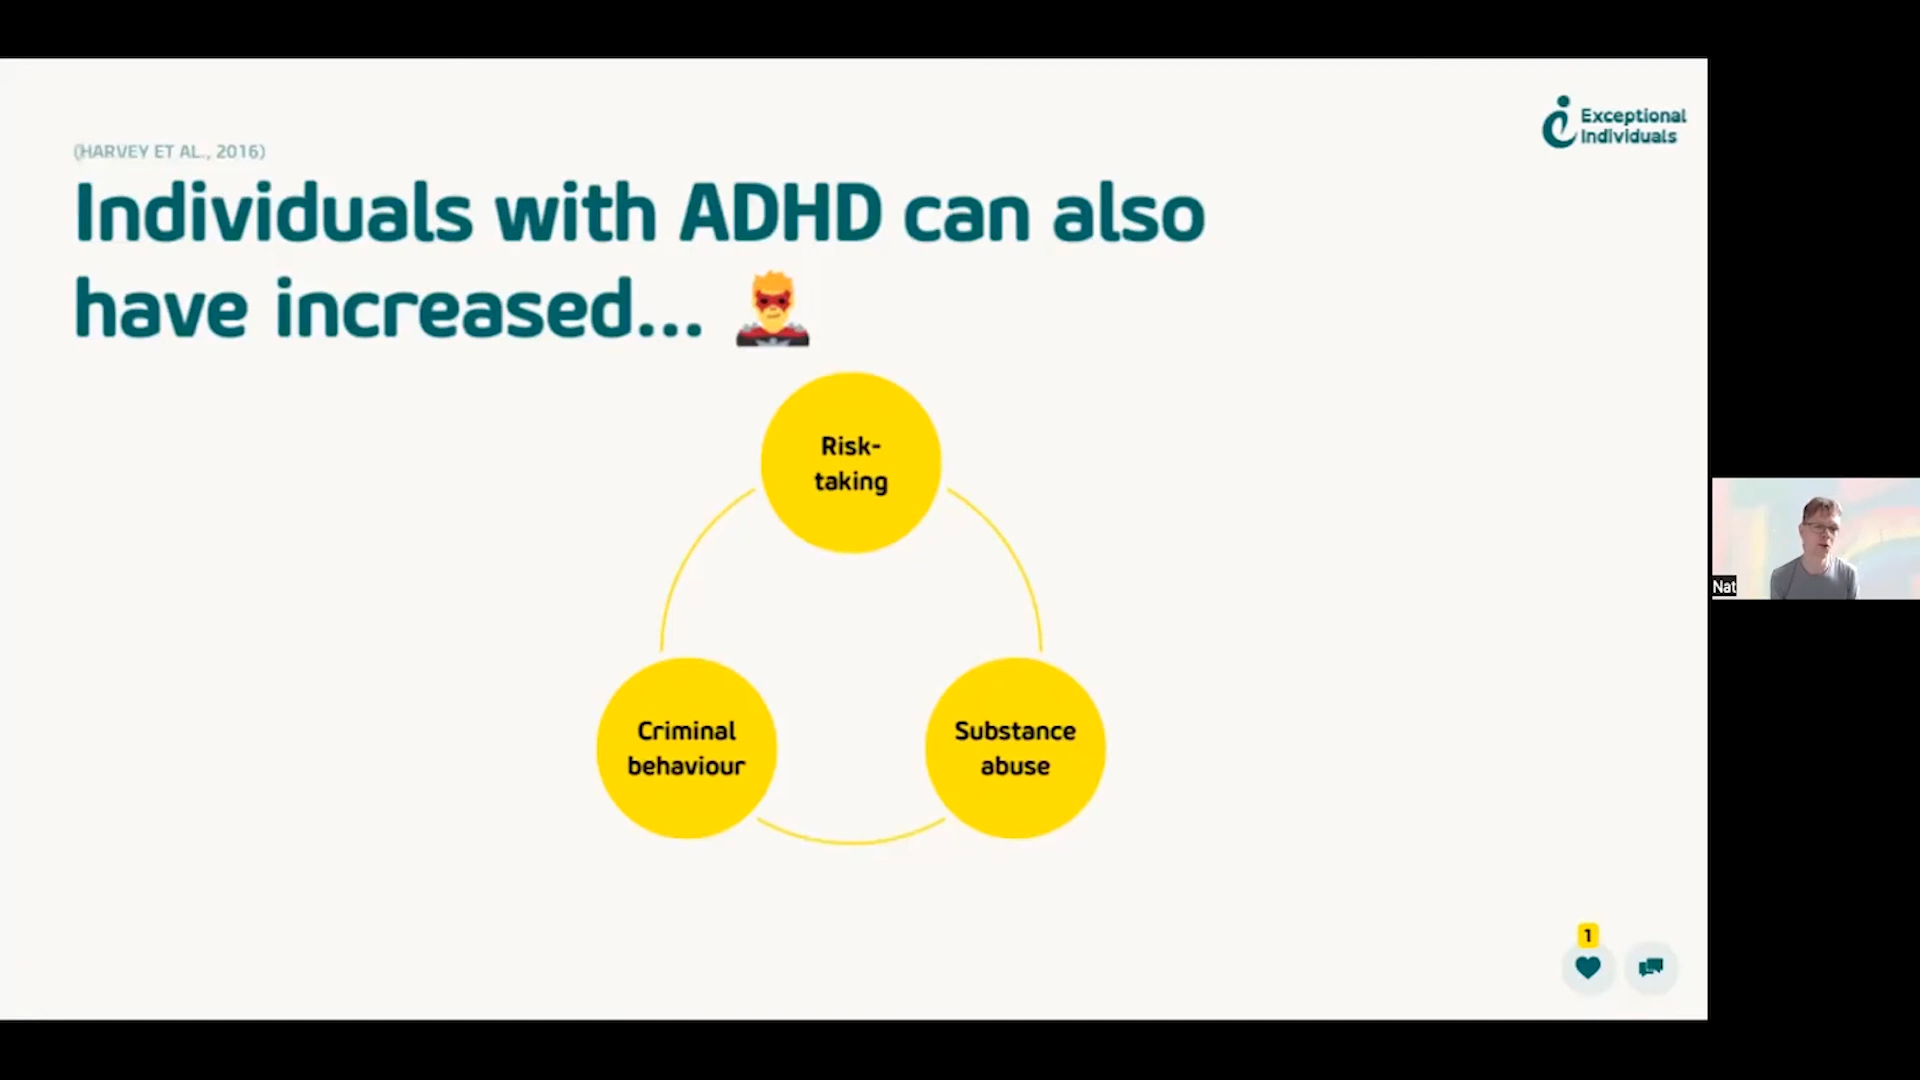 Exceptional
Individuals
(HARVEY ET AL., 2016)
Individuals with ADHD can also
have increased...
Risk-
taking
Criminal
behaviour
Substance
abuse
1
Nat